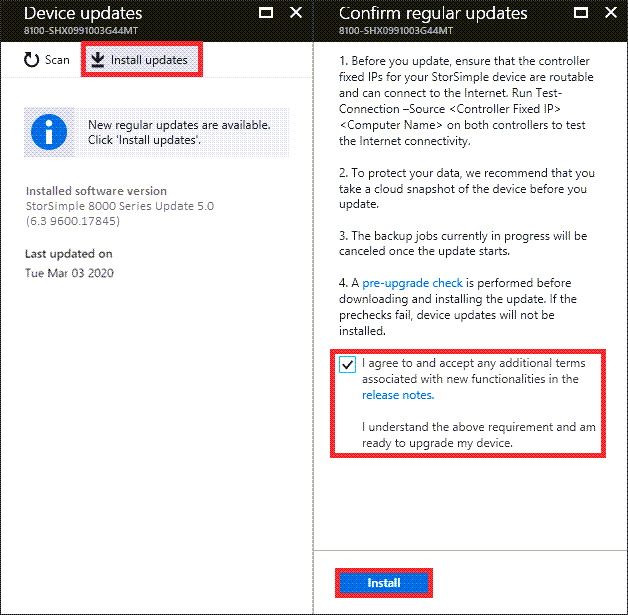 Device updates
8100-SHX0991003G44MT
Scan
Install updates
New regular updates are available.
Click 'Install updates'.
Installed software version
StorSimple 8000 Series Update 5.0
(6.3 9600.17845)
Last updated on
Tue Mar 03 2020
Confirm regular updates
8100-SHX0991003G44MT
1. Before you update, ensure that the controller
fixed IPs for your StorSimple device are routable
and can connect to the Internet. Run Test-
Connection –Source <Controller Fixed IP>
<Computer Name> on both controllers to test
the Internet connectivity.
2. To protect your data, we recommend that you
take a cloud snapshot of the device before you
update.
3. The backup jobs currently in progress will be
canceled once the update starts.
4. A pre-upgrade check is performed before
downloading and installing the update. If the
prechecks fail, device updates will not be
installed.
I agree to and accept any additional terms
associated with new functionalities in the
release notes.
I understand the above requirement and am
ready to upgrade my device.
Install